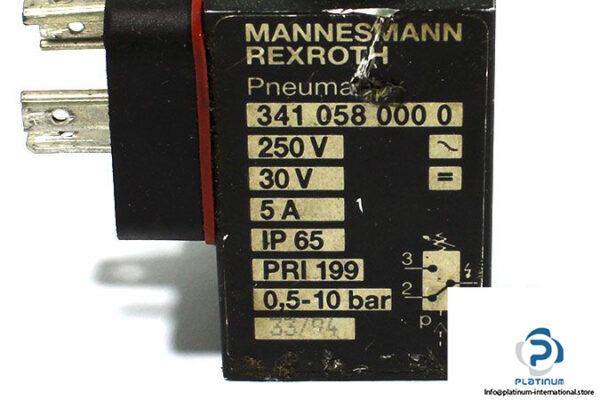 MANNESMANN
REXROTH
Pneuma
341 058 000 0
250 V
30 V
5 A
IP 65
PRI 199
0,5-10 bar
33/94
3
2
p
PLATINUM
info@platinum-international.store